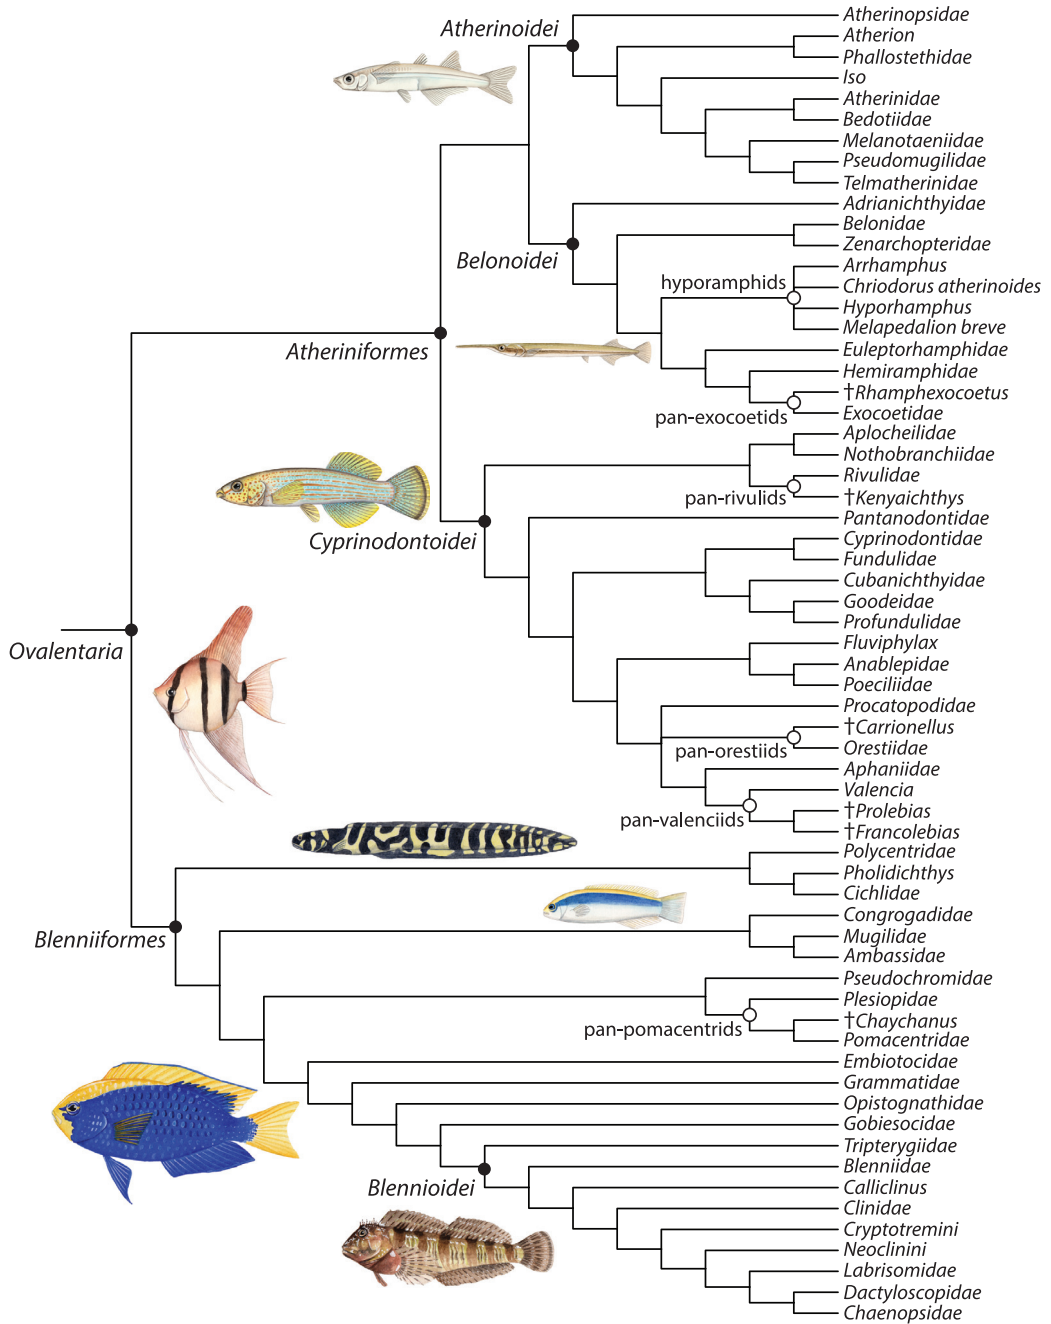 Atherinopsidae
Atherinoidei
Atherion
Phallostethidae
Iso
Atherinidae
Bedotiidae
Melanotaeniidae
Pseudomugilidae
Telmatherinidae
Adrianichthyidae
Belonidae
Zenarchopteridae
Belonoidei
Arrhamphus
hyporamphids
Chriodorus atherinoides
Hyporhamphus
Melapedalion breve
Atheriniformes
Euleptorhamphidae
Hemiramphidae
†Rhamphexocoetus
Exocoetidae
pan-exocoetids
Aplocheilidae
Nothobranchiidae
Rivulidae
pan-rivulids
†Kenyaichthys
Pantanodontidae
Cyprinodontoidei
Cyprinodontidae
Fundulidae
Cubanichthyidae
Goodeidae
Profundulidae
Fluviphylax
Ovalentaria
Anablepidae
Poeciliidae
Procatopodidae
†Carrionellus
Orestiidae
pan-orestiids
Aphaniidae
Valencia
†Prolebias
pan-valenciids
†Francolebias
Polycentridae
Pholidichthys
Cichlidae
Congrogadidae
Mugilidae
Blenniiformes
Ambassidae
Pseudochromidae
Plesiopidae
†Chaychanus
pan-pomacentrids
Pomacentridae
Embiotocidae
Grammatidae
Opistognathidae
Gobiesocidae
Tripterygiidae
Blenniidae
Blennioidei
Calliclinus
Clinidae
Cryptotremini
Neoclinini
Labrisomidae
Dactyloscopidae
Chaenopsidae